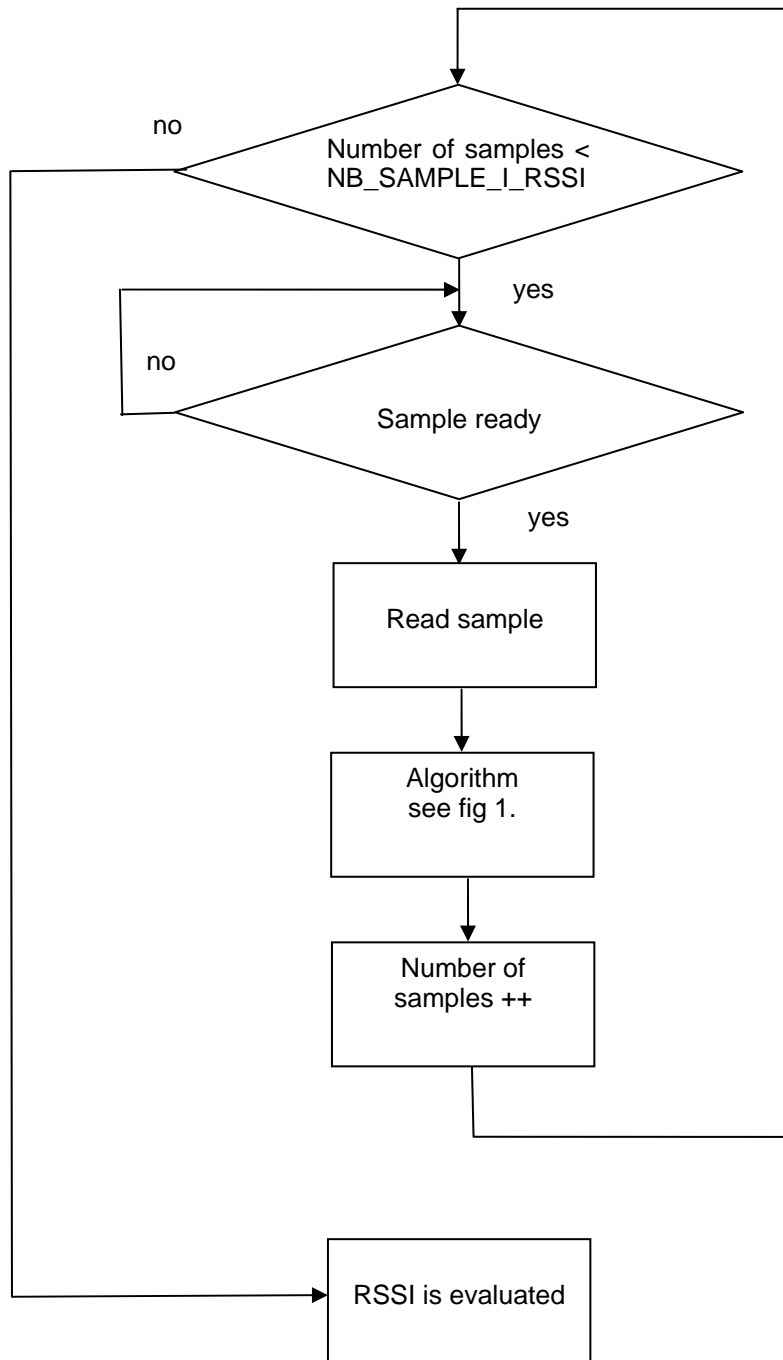 no
Number of samples <
NB_SAMPLE_I_RSSI
yes
no
Sample ready
yes
Read sample
Algorithm
see fig 1.
Number of
samples ++
RSSI is evaluated